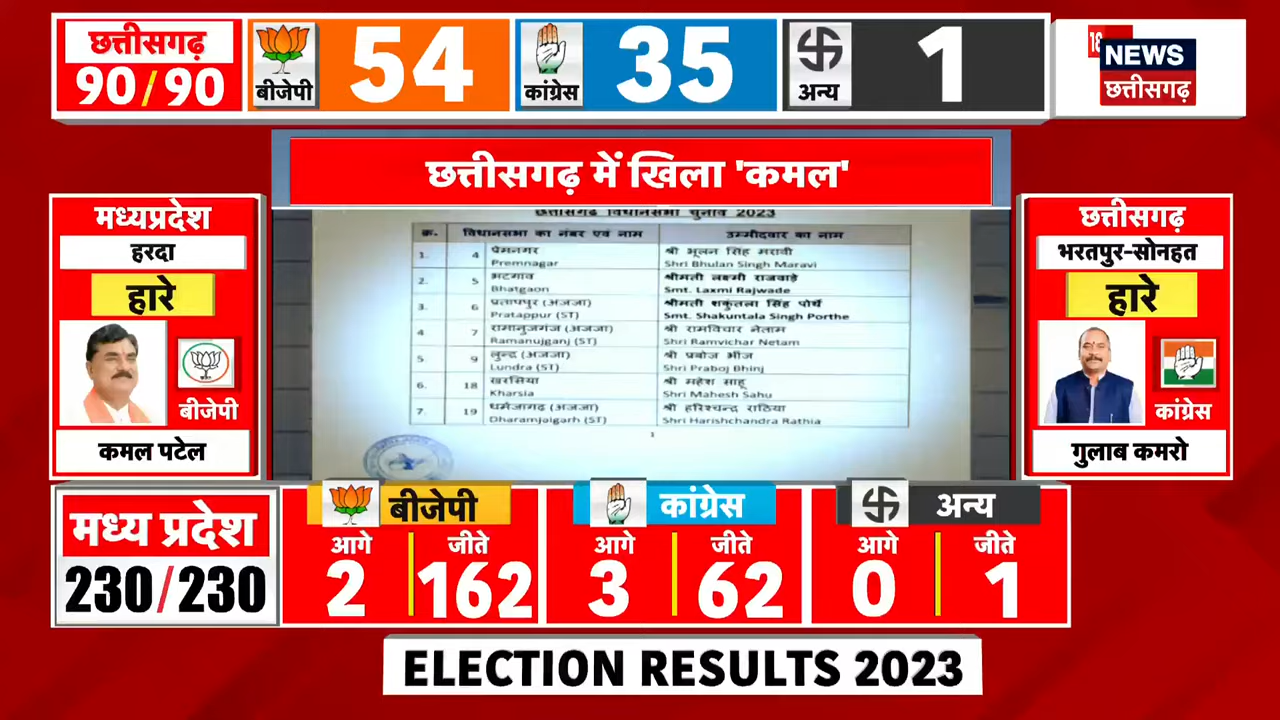 छत्तीसगढ़
90/90
बीजेपी
54
कांग्रेस
35
अन्य
1
18
NEWS
छत्तीसगढ़
छत्तीसगढ़ में खिला 'कमल'
मध्यप्रदेश
हरदा
हारे
बीजेपी
कमल पटेल
छत्तीसगढ़ विधानसभा चुनाव 2023
क्र. विधानसभा का नंबर एवं नाम उम्मीदवार का नाम
1. 4 प्रेमनगर श्री भूलन सिंह मरावी
Premnagar Shri Bhulan Singh Maravi
2. 5 भटगांव श्रीमती लक्ष्मी राजवाड़े
Bhatgaon Smt. Laxmi Rajwade
3. 6 प्रतापपुर (अजजा) श्रीमती शकुंतला सिंह पोर्थे
Pratappur (ST) Smt. Shakuntala Singh Porthe
4. 7 रामानुजगंज (अजजा) श्री रामविचार नेताम
Ramanujganj (ST) Shri Ramvichar Netam
5. 9 लुन्द्रा (अजजा) श्री प्रबोज भींज
Lundra (ST) Shri Praboj Bhinj
6. 18 खरसिया श्री महेश साहू
Kharsia Shri Mahesh Sahu
7. 19 धर्मजागढ़ (अजजा) श्री हरिश्चन्द्र राठिया
Dharamjaigarh (ST) Shri Harishchandra Rathia
1
छत्तीसगढ़
भरतपुर-सोनहत
हारे
कांग्रेस
गुलाब कमरो
मध्य प्रदेश
230/230
बीजेपी
आगे जीते
2 162
कांग्रेस
आगे जीते
3 62
अन्य
आगे जीते
0 1
ELECTION RESULTS 2023